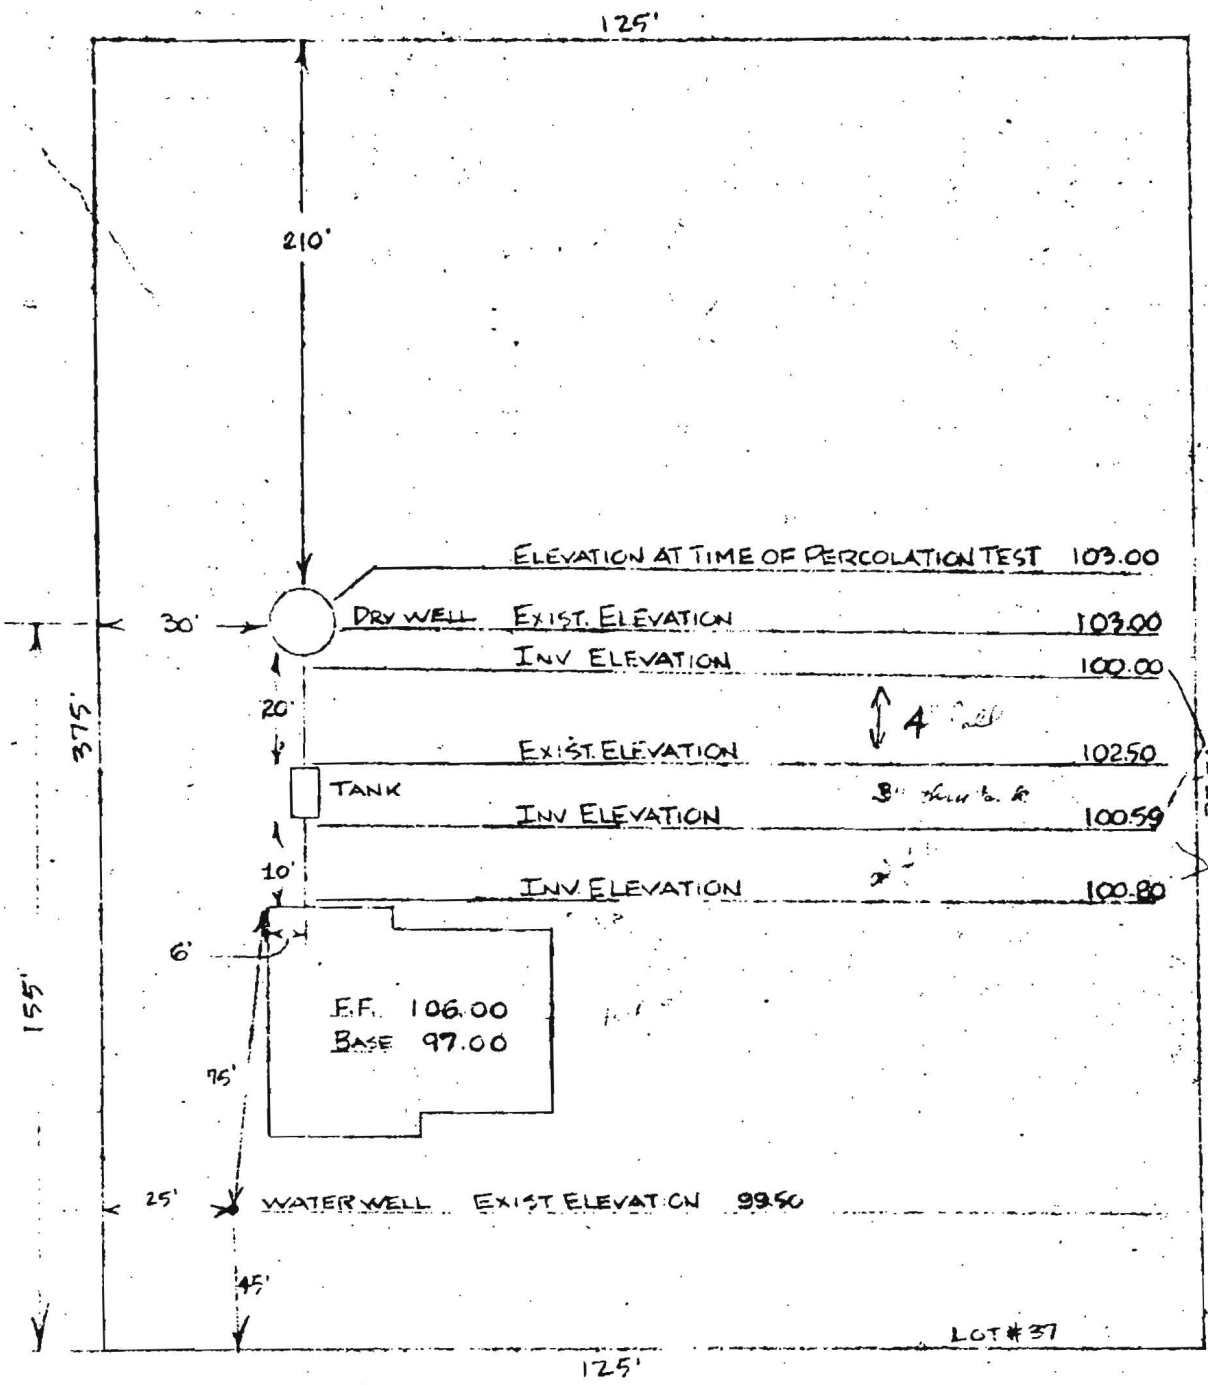 125'
210'
ELEVATION AT TIME OF PERCOLATION TEST 103.00
30'
DRY WELL EXIST. ELEVATION 103.00
INV ELEVATION 100.00
20'
4"
375'
EXIST. ELEVATION 102.50
TANK
3"
INV ELEVATION 100.59
10'
INV. ELEVATION 100.80
6'
155'
F.F. 106.00
BASE 97.00
75'
25'
WATER WELL EXIST ELEVATION 99.50
45'
LOT # 37
125'